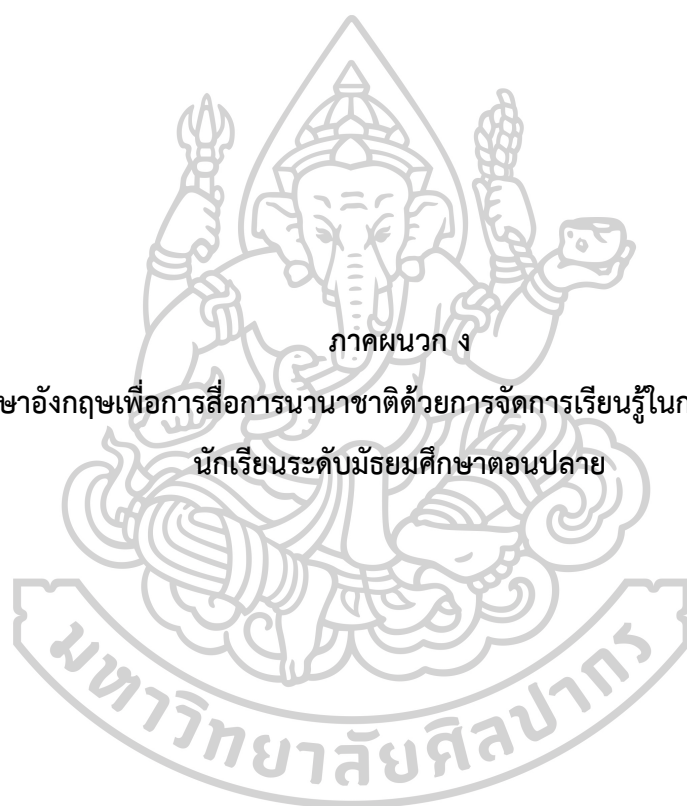 ภาคผนวก ง
ษาอังกฤษเพื่อการสื่อการนานาชาติด้วยการจัดการเรียนรู้ในก
นักเรียนระดับมัธยมศึกษาตอนปลาย
มหาวิทยาลัยศิลปากร